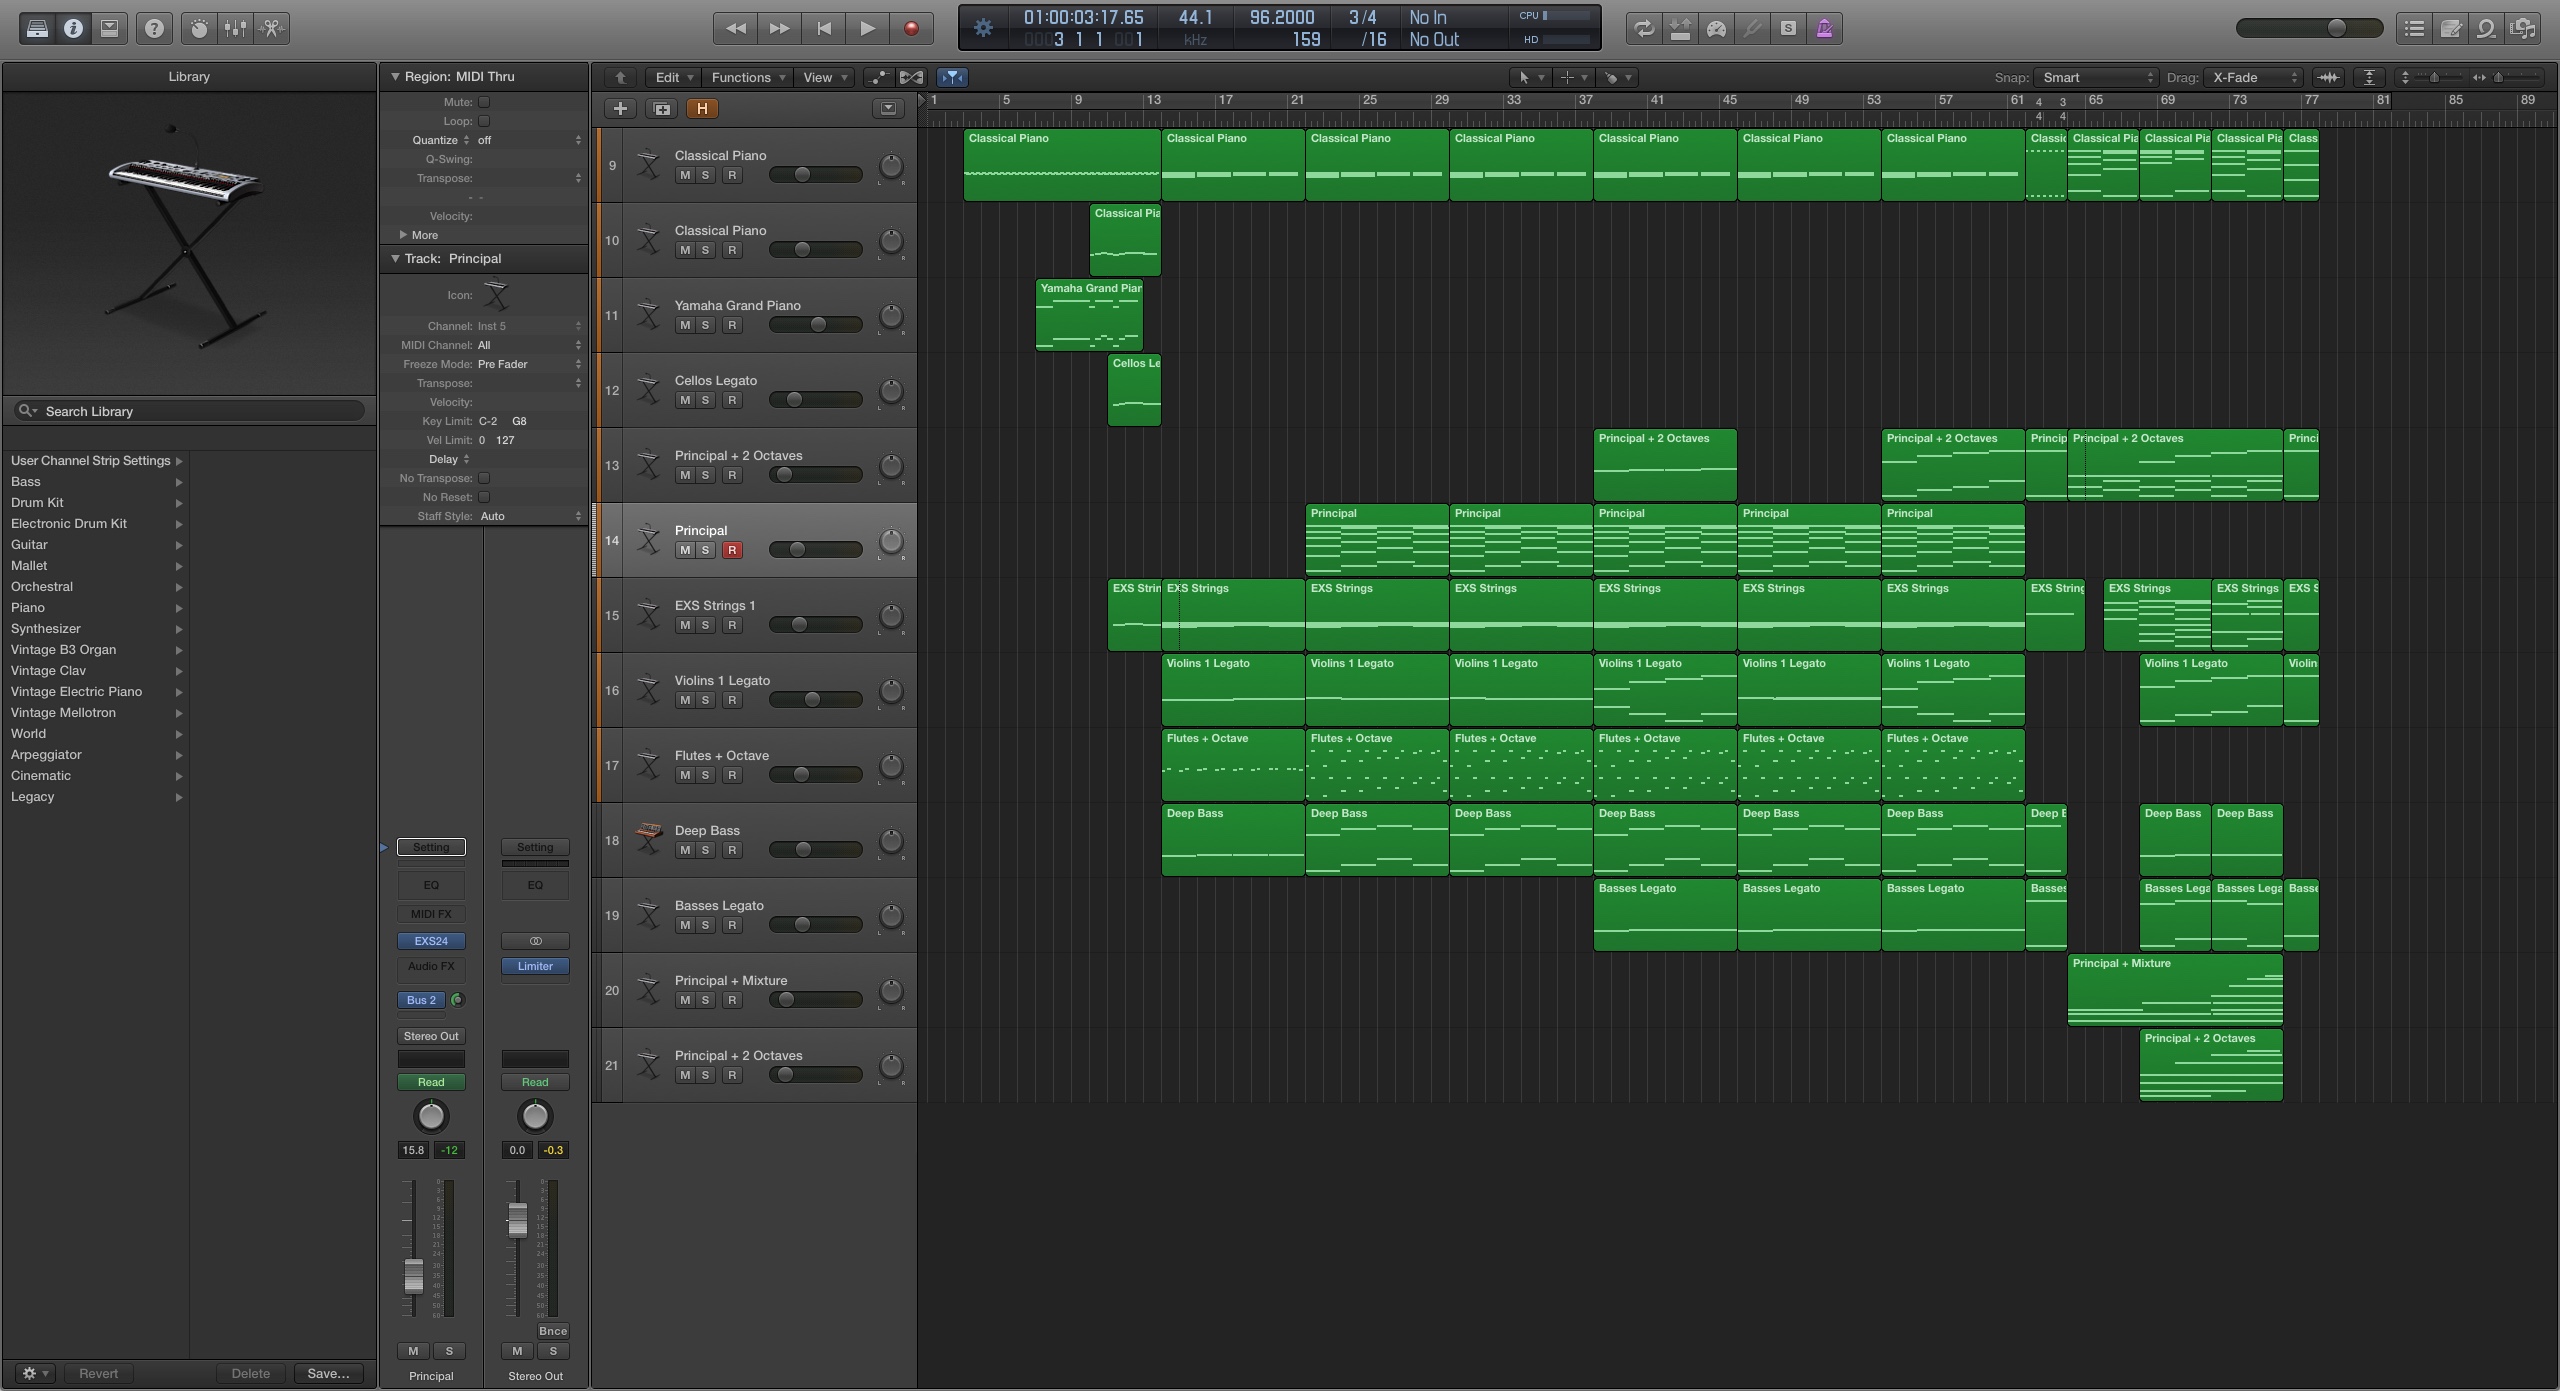 01:00:03:17.65
44.1
96.2000
3/4
No In
CPU
0003 1 1 001
kHz
159
/16
No Out
HD
Library
Region: MIDI Thru
Edit
Functions
View
Snap: Smart
Drag: X-Fade
H
1 5 9 13 17 21 25 29 33 37 41 45 49 53 57 61 4/4 3/4 65 69 73 77 81 85 89
Mute:
Loop:
Quantize off
Q-Swing:
Transpose:
- -
Velocity:
More
Track: Principal
Icon:
Channel: Inst 5
MIDI Channel: All
Freeze Mode: Pre Fader
Transpose:
Velocity:
Key Limit: C-2 G8
Vel Limit: 0 127
Delay
No Transpose:
No Reset:
Staff Style: Auto
Search Library
User Channel Strip Settings
Bass
Drum Kit
Electronic Drum Kit
Guitar
Mallet
Orchestral
Piano
Synthesizer
Vintage B3 Organ
Vintage Clav
Vintage Electric Piano
Vintage Mellotron
World
Arpeggiator
Cinematic
Legacy
Revert
Delete
Save...
Setting Setting
EQ EQ
MIDI FX
EXS24
Audio FX Limiter
Bus 2
Stereo Out
Read Read
15.8 -12 0.0 -0.3
Bnce
M S M S
Principal Stereo Out
9 Classical Piano
M S R
L R
Classical Piano Classical Piano Classical Piano Classical Piano Classical Piano Classical Piano Classical Piano Classic Classical Pia Classical Pia Classical Pia Class
10 Classical Piano
M S R
L R
Classical Pia
11 Yamaha Grand Piano
M S R
L R
Yamaha Grand Pian
12 Cellos Legato
M S R
L R
Cellos Le
13 Principal + 2 Octaves
M S R
L R
Principal + 2 Octaves Principal + 2 Octaves Princip Principal + 2 Octaves Princi
14 Principal
M S R
L R
Principal Principal Principal Principal Principal
15 EXS Strings 1
M S R
L R
EXS Strin EXS Strings EXS Strings EXS Strings EXS Strings EXS Strings EXS Strings EXS String EXS Strings EXS Strings EXS S
16 Violins 1 Legato
M S R
L R
Violins 1 Legato Violins 1 Legato Violins 1 Legato Violins 1 Legato Violins 1 Legato Violins 1 Legato Violins 1 Legato Violin
17 Flutes + Octave
M S R
L R
Flutes + Octave Flutes + Octave Flutes + Octave Flutes + Octave Flutes + Octave Flutes + Octave
18 Deep Bass
M S R
L R
Deep Bass Deep Bass Deep Bass Deep Bass Deep Bass Deep Bass Deep B Deep Bass Deep Bass
19 Basses Legato
M S R
L R
Basses Legato Basses Legato Basses Legato Basses Basses Lega Basses Lega Basse
20 Principal + Mixture
M S R
L R
Principal + Mixture
21 Principal + 2 Octaves
M S R
L R
Principal + 2 Octaves